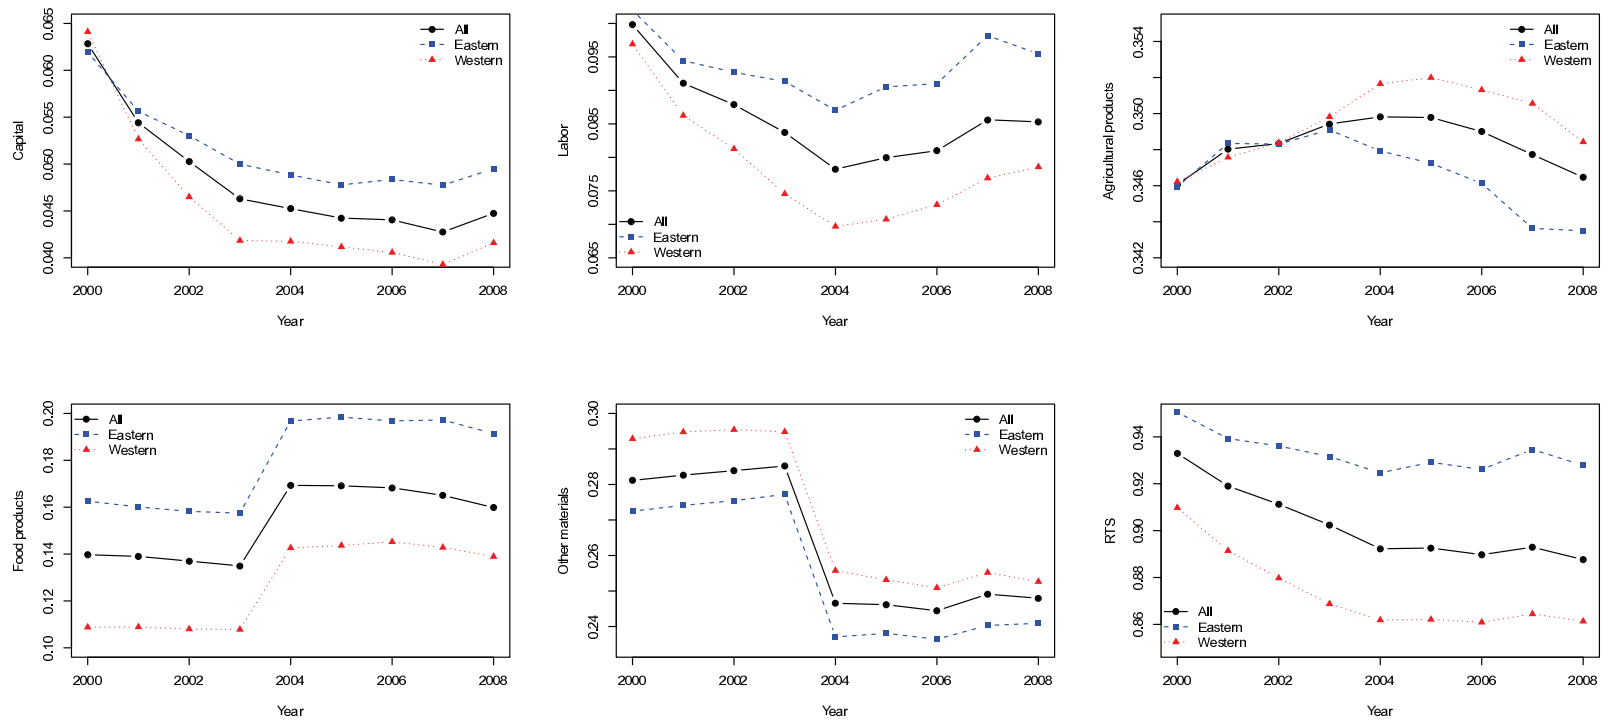 Capital
0.065
0.060
0.055
0.050
0.045
0.040
All
Eastern
Western
2000 2002 2004 2006 2008
Year
Labor
0.095
0.085
0.075
0.065
All
Eastern
Western
2000 2002 2004 2006 2008
Year
Agricultural products
0.354
0.350
0.346
0.342
All
Eastern
Western
2000 2002 2004 2006 2008
Year
Food products
0.20
0.18
0.16
0.14
0.12
0.10
All
Eastern
Western
2000 2002 2004 2006 2008
Year
Other materials
0.30
0.28
0.26
0.24
All
Eastern
Western
2000 2002 2004 2006 2008
Year
RTS
0.94
0.92
0.90
0.88
0.86
All
Eastern
Western
2000 2002 2004 2006 2008
Year